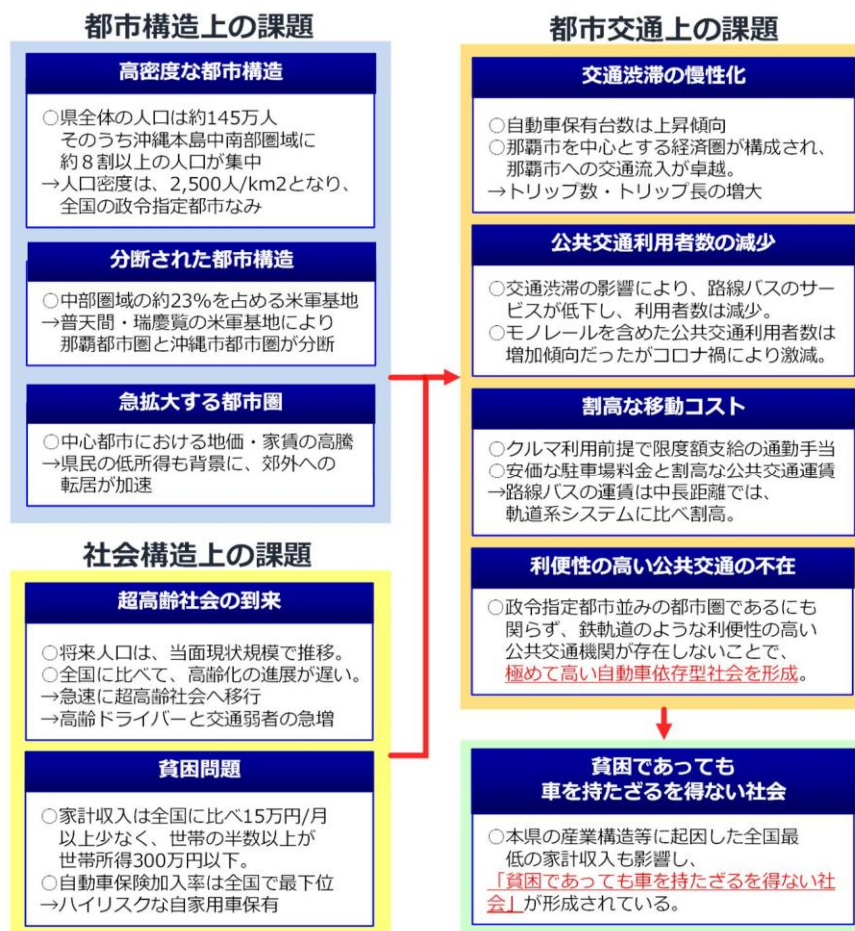 都市構造上の課題
高密度な都市構造
○県全体の人口は約145万人
そのうち沖縄本島中南部圏域に
約８割以上の人口が集中
→人口密度は、2,500人/km2となり、
全国の政令指定都市なみ
分断された都市構造
○中部圏域の約23%を占める米軍基地
→普天間・瑞慶覧の米軍基地により
那覇都市圏と沖縄市都市圏が分断
急拡大する都市圏
○中心都市における地価・家賃の高騰
→県民の低所得も背景に、郊外への
転居が加速
社会構造上の課題
超高齢社会の到来
○将来人口は、当面現状規模で推移。
○全国に比べて、高齢化の進展が遅い。
→急速に超高齢社会へ移行
→高齢ドライバーと交通弱者の急増
貧困問題
○家計収入は全国に比べ15万円/月
以上少なく、世帯の半数以上が
世帯所得300万円以下。
○自動車保険加入率は全国で最下位
→ハイリスクな自家用車保有
都市交通上の課題
交通渋滞の慢性化
○自動車保有台数は上昇傾向
○那覇市を中心とする経済圏が構成され、
那覇市への交通流入が卓越。
→トリップ数・トリップ長の増大
公共交通利用者数の減少
○交通渋滞の影響により、路線バスのサー
ビスが低下し、利用者数は減少。
○モノレールを含めた公共交通利用者数は
増加傾向だったがコロナ禍により激減。
割高な移動コスト
○クルマ利用前提で限度額支給の通勤手当
○安価な駐車場料金と割高な公共交通運賃
→路線バスの運賃は中長距離では、
軌道系システムに比べ割高。
利便性の高い公共交通の不在
○政令指定都市並みの都市圏であるにも
関らず、鉄軌道のような利便性の高い
公共交通機関が存在しないことで、
極めて高い自動車依存型社会を形成。
貧困であっても
車を持たざるを得ない社会
○本県の産業構造等に起因した全国最
低の家計収入も影響し、
「貧困であっても車を持たざるを得ない社
会」が形成されている。